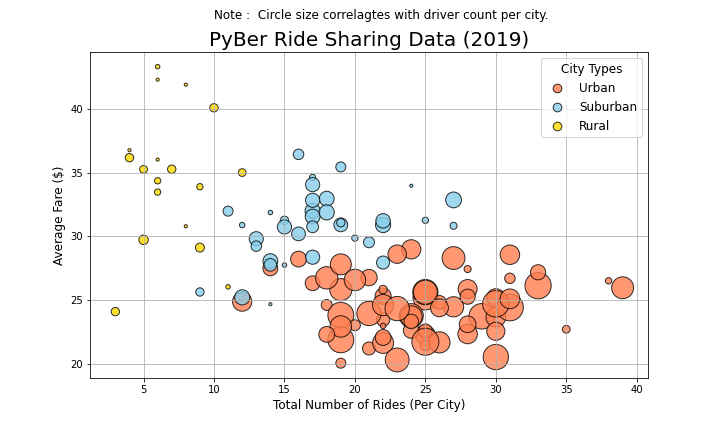 Note :  Circle size correlagtes with driver count per city.
PyBer Ride Sharing Data (2019)
City Types
Urban
Suburban
Rural
Average Fare ($)
40
35
30
25
20
5 10 15 20 25 30 35 40
Total Number of Rides (Per City)